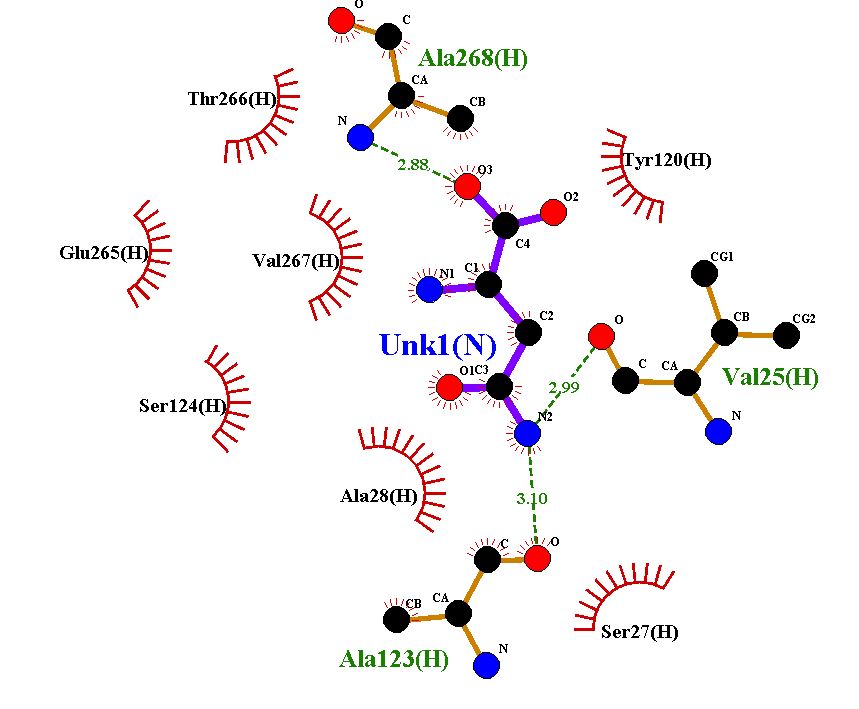 O
C
Ala268(H)
CA
Thr266(H)
CB
N
2.88
O3
Tyr120(H)
O2
C4
Glu265(H)
Val267(H)
CG1
N1
C1
C2
O
CB
CG2
Unk1(N)
O1
C3
C
CA
Val25(H)
2.99
Ser124(H)
N2
N
Ala28(H)
3.10
C
O
CB
CA
Ser27(H)
Ala123(H)
N